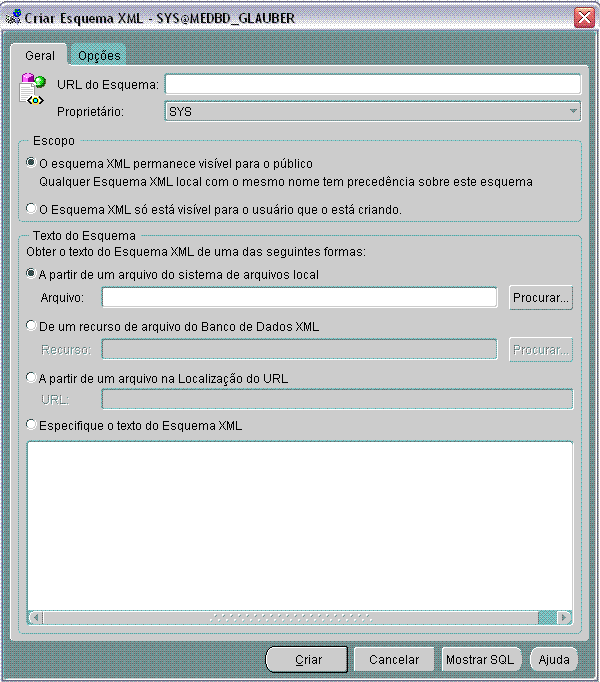 Criar Esquema XML - SYS@MEDBD_GLAUBER
Geral
Opções
URL do Esquema:
Proprietário: SYS
Escopo
O esquema XML permanece visível para o público
Qualquer Esquema XML local com o mesmo nome tem precedência sobre este esquema
O Esquema XML só está visível para o usuário que o está criando.
Texto do Esquema
Obter o texto do Esquema XML de uma das seguintes formas:
A partir de um arquivo do sistema de arquivos local
Arquivo: Procurar...
De um recurso de arquivo do Banco de Dados XML
Recurso: Procurar...
A partir de um arquivo na Localização do URL
URL:
Especifique o texto do Esquema XML
Criar Cancelar Mostrar SQL Ajuda